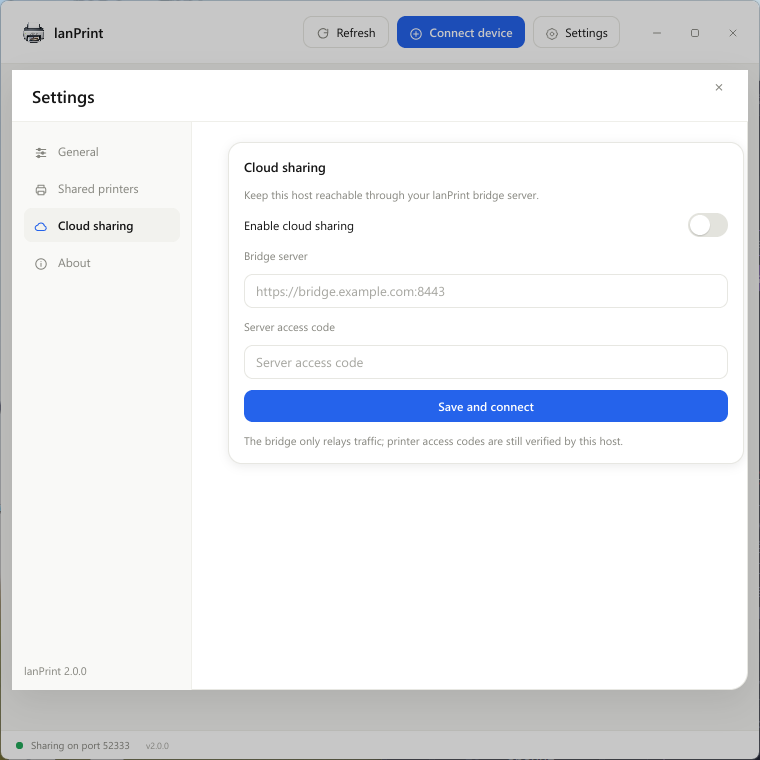 lanPrint
Refresh
Connect device
Settings
Settings
General
Shared printers
Cloud sharing
About
Cloud sharing
Keep this host reachable through your lanPrint bridge server.
Enable cloud sharing
Bridge server
https://bridge.example.com:8443
Server access code
Server access code
Save and connect
The bridge only relays traffic; printer access codes are still verified by this host.
lanPrint 2.0.0
Sharing on port 52333
v2.0.0